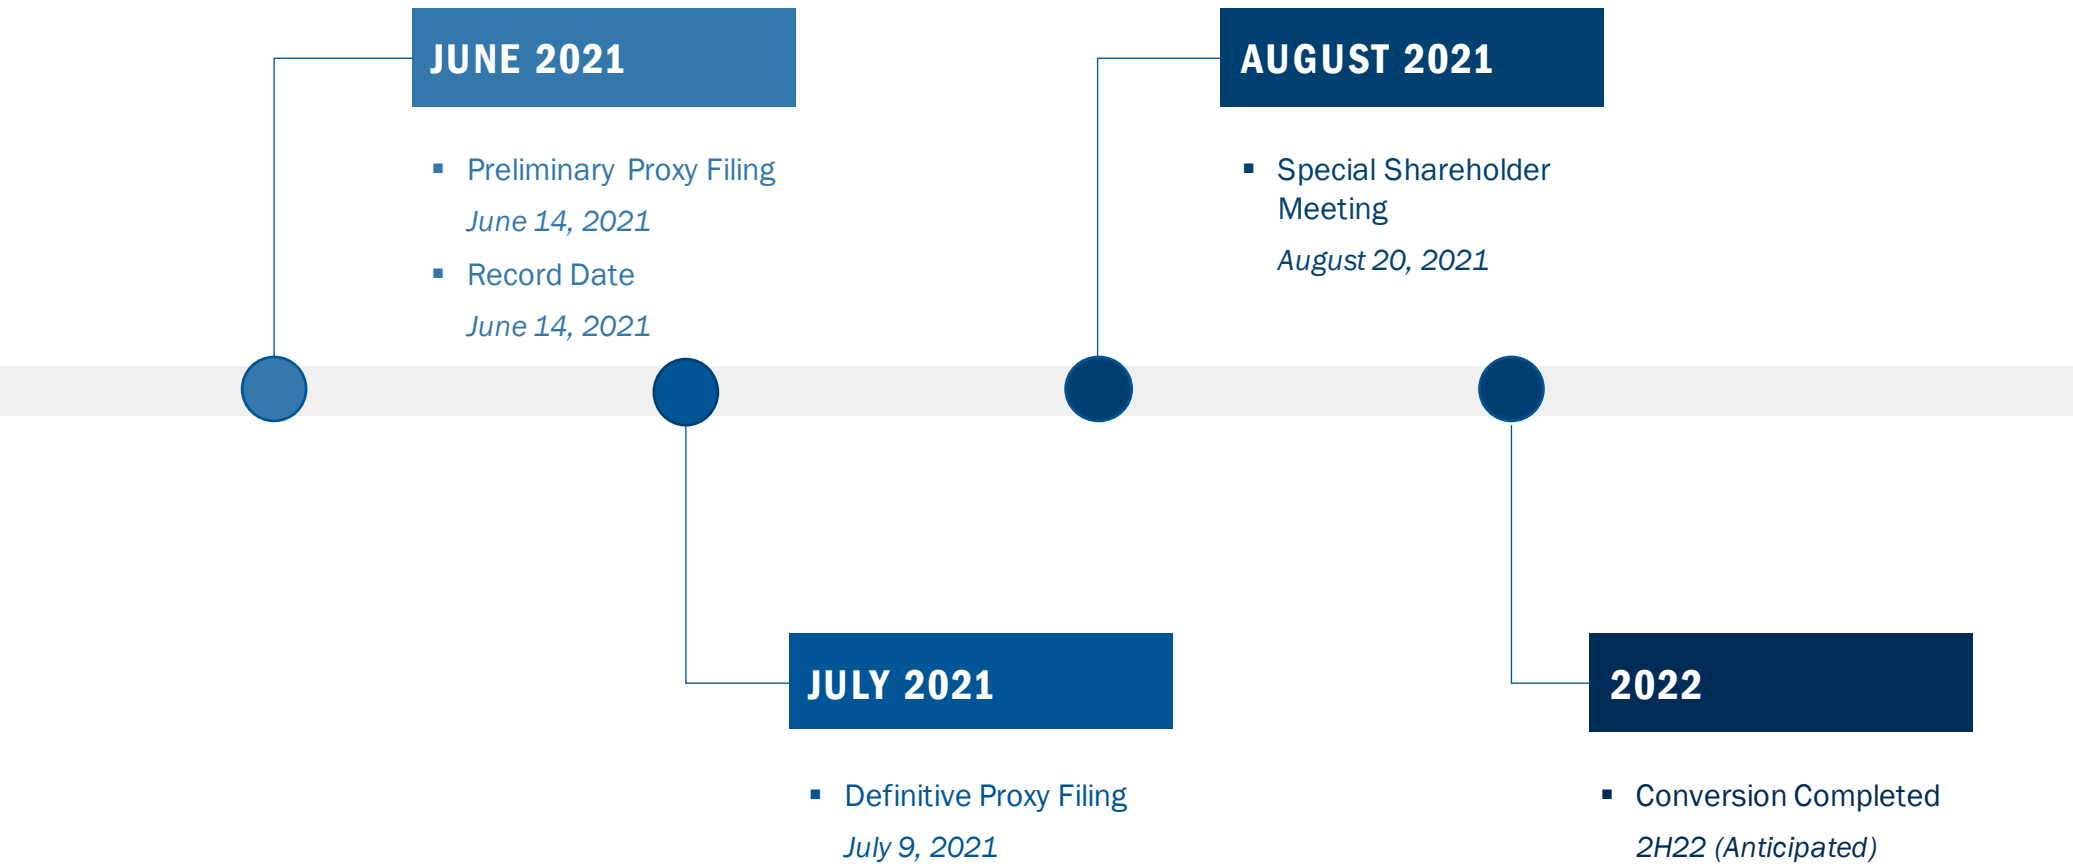 JUNE 2021
▪ Preliminary Proxy Filing
June 14, 2021
▪ Record Date
June 14, 2021
AUGUST 2021
▪ Special Shareholder
Meeting
August 20, 2021
JULY 2021
▪ Definitive Proxy Filing
July 9, 2021
2022
▪ Conversion Completed
2H22 (Anticipated)